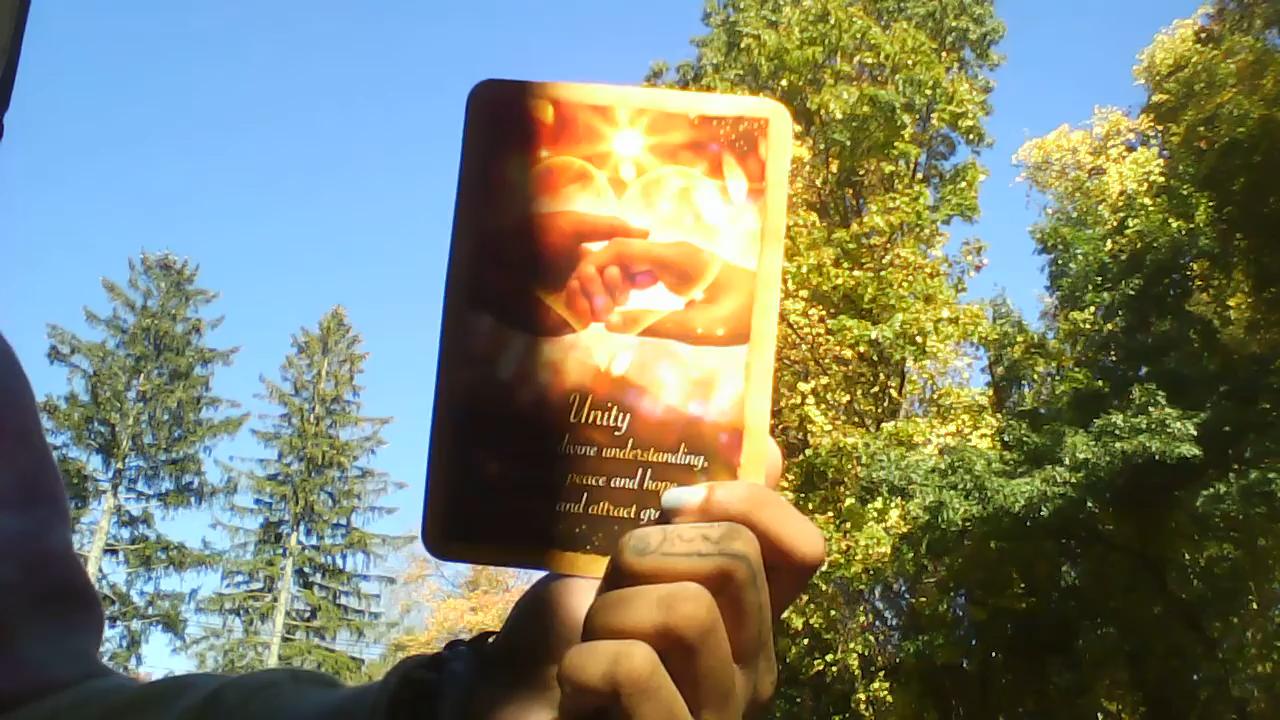 Unity
divine understanding,
peace and hope
and attract